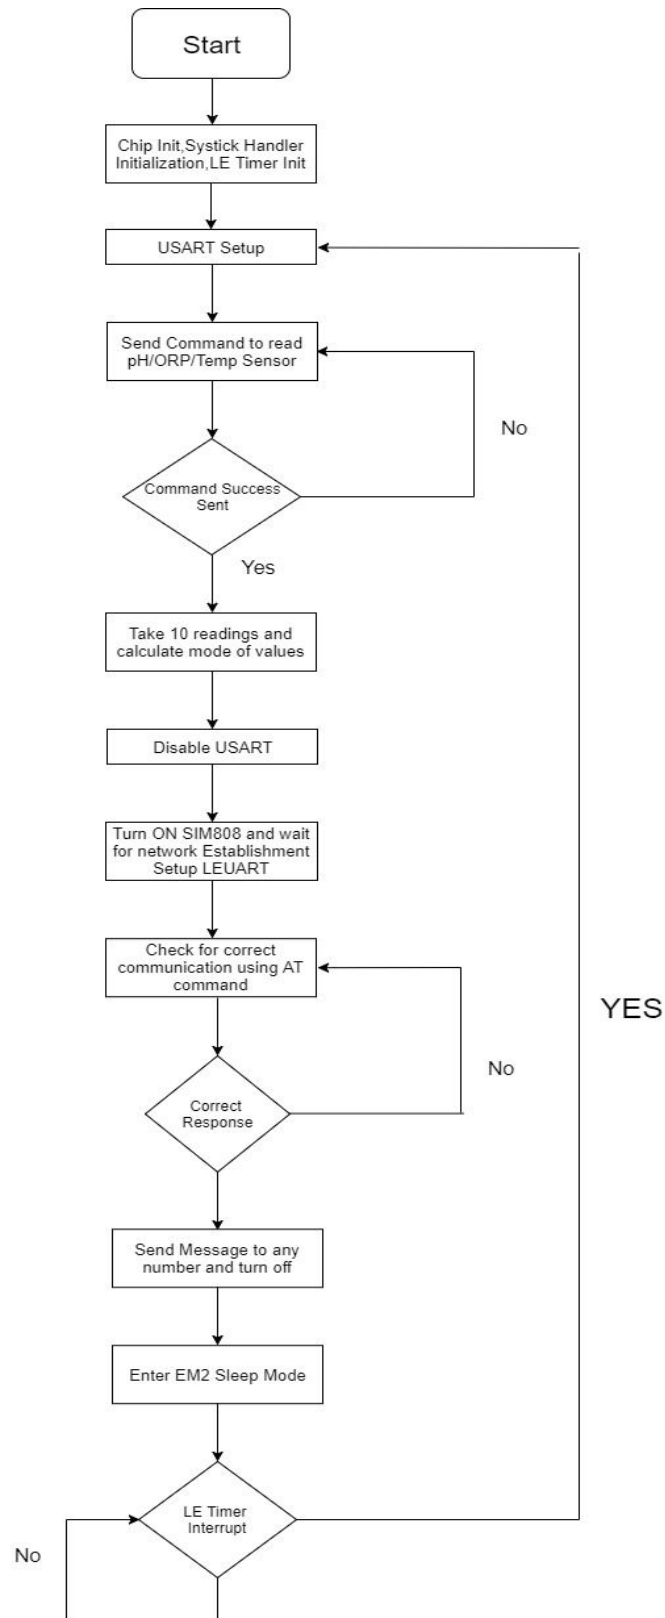 Start
Chip Init,Systick Handler
Initialization,LE Timer Init
USART Setup
Send Command to read
pH/ORP/Temp Sensor
No
Command Success
Sent
Yes
Take 10 readings and
calculate mode of values
Disable USART
Turn ON SIM808 and wait
for network Establishment
Setup LEUART
Check for correct
communication using AT
command
YES
No
Correct
Response
Send Message to any
number and turn off
Enter EM2 Sleep Mode
LE Timer
Interrupt
No